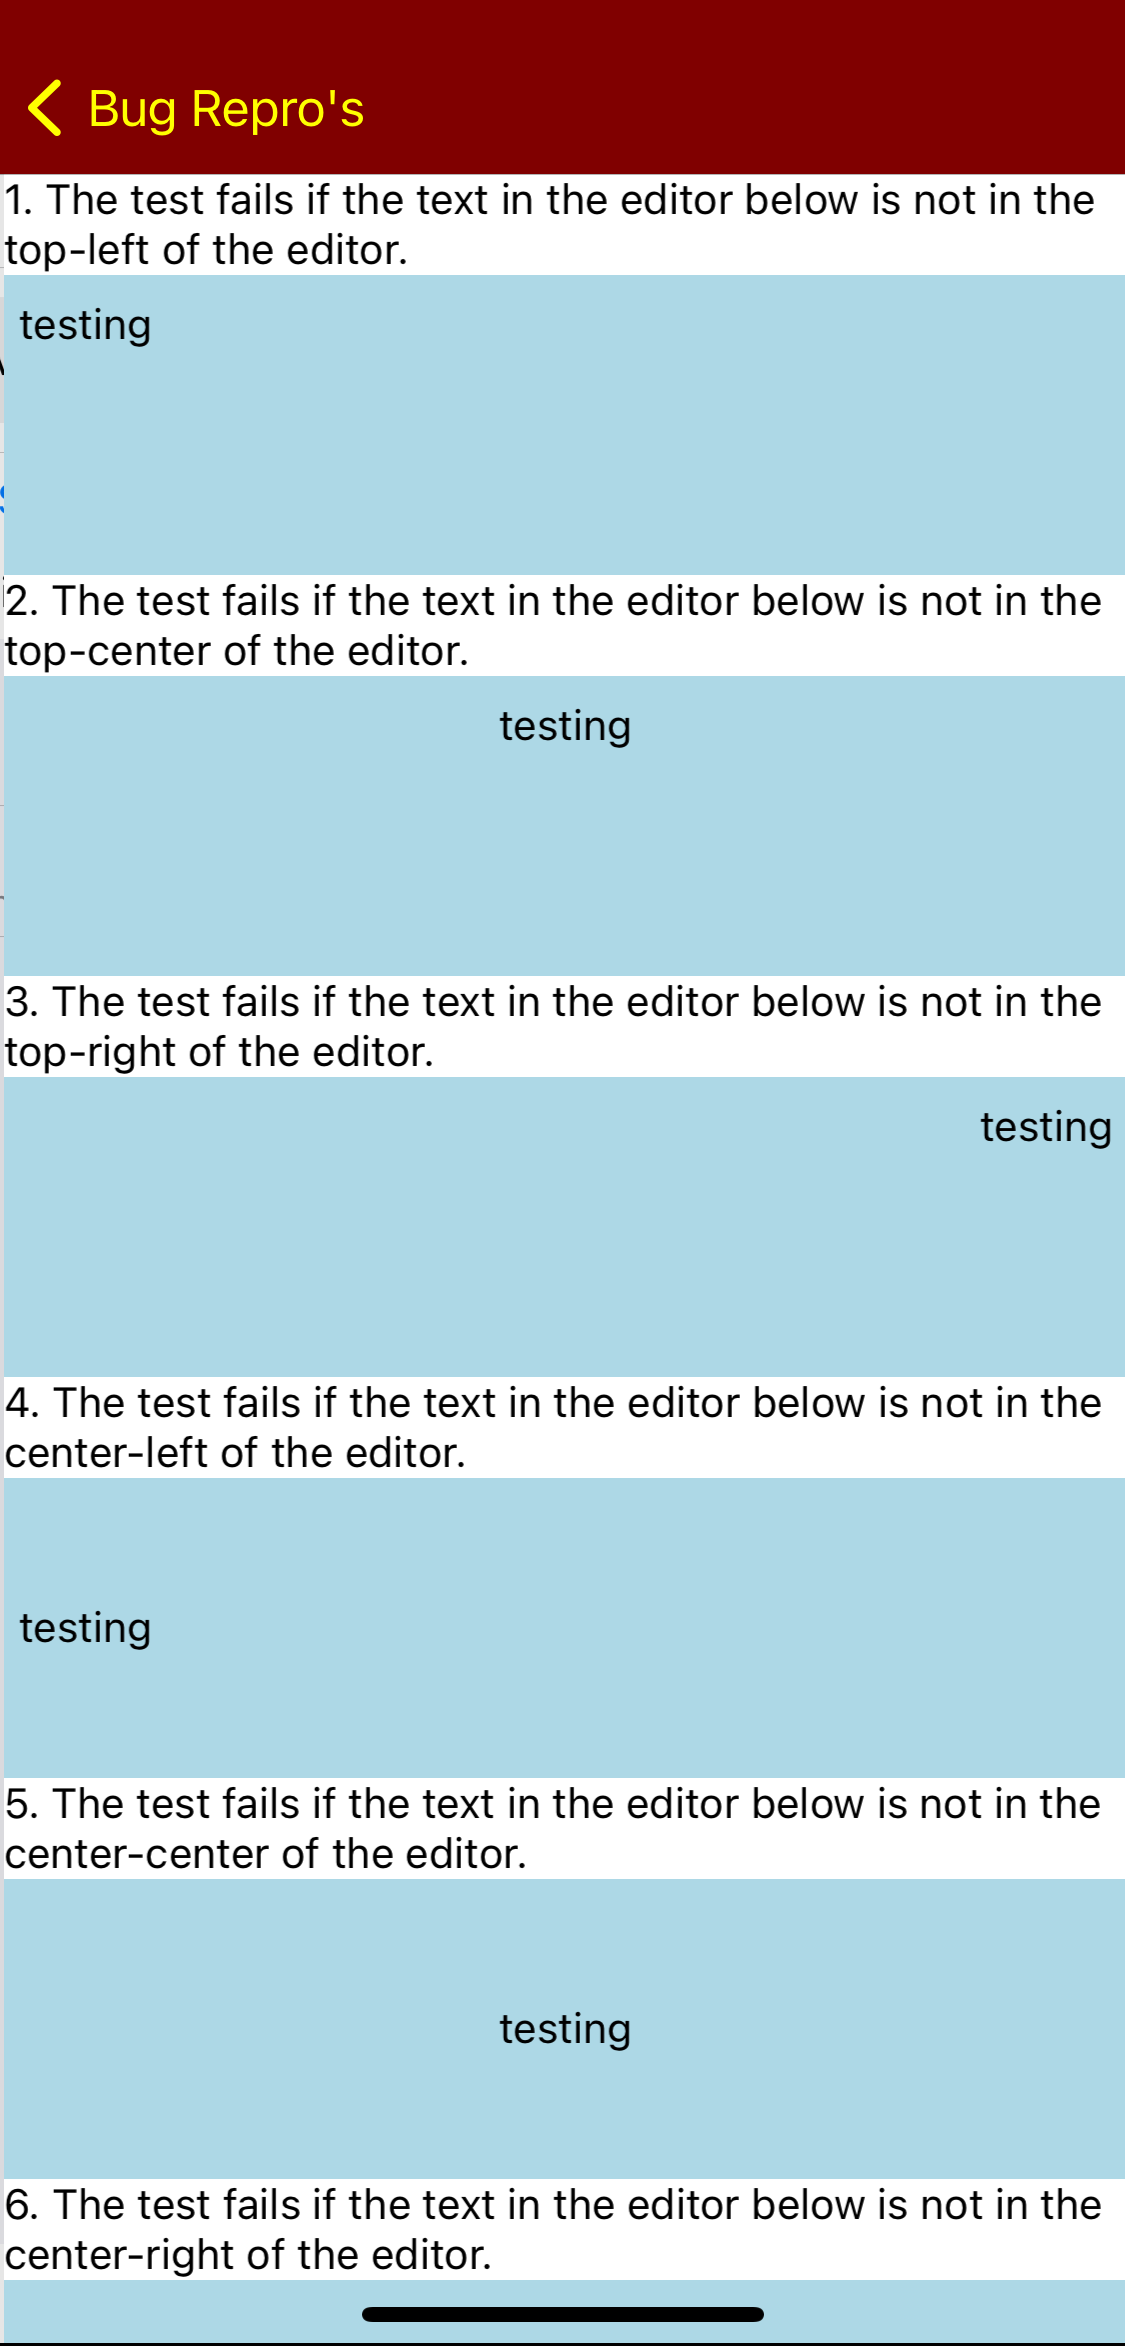 Bug Repro's
1. The test fails if the text in the editor below is not in the
top-left of the editor.
testing
2. The test fails if the text in the editor below is not in the
top-center of the editor.
testing
3. The test fails if the text in the editor below is not in the
top-right of the editor.
testing
4. The test fails if the text in the editor below is not in the
center-left of the editor.
testing
5. The test fails if the text in the editor below is not in the
center-center of the editor.
testing
6. The test fails if the text in the editor below is not in the
center-right of the editor.